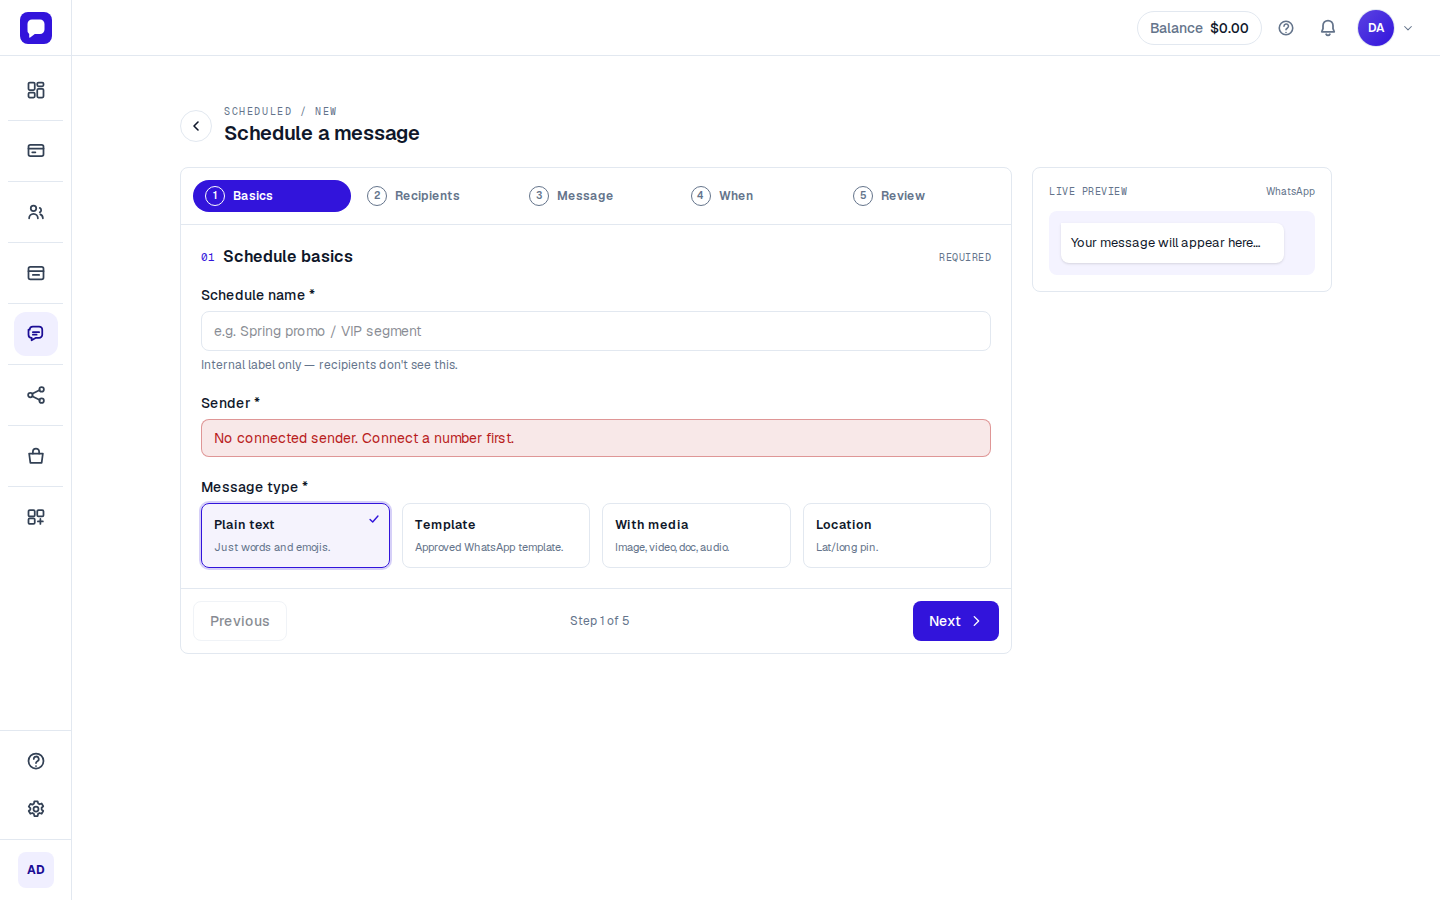 Balance $0.00
DA
SCHEDULED / NEW
Schedule a message
1 Basics
2 Recipients
3 Message
4 When
5 Review
01 Schedule basics
REQUIRED
Schedule name *
e.g. Spring promo / VIP segment
Internal label only — recipients don't see this.
Sender *
No connected sender. Connect a number first.
Message type *
Plain text
Just words and emojis.
Template
Approved WhatsApp template.
With media
Image, video, doc, audio.
Location
Lat/long pin.
Previous
Step 1 of 5
Next
LIVE PREVIEW
WhatsApp
Your message will appear here...
AD